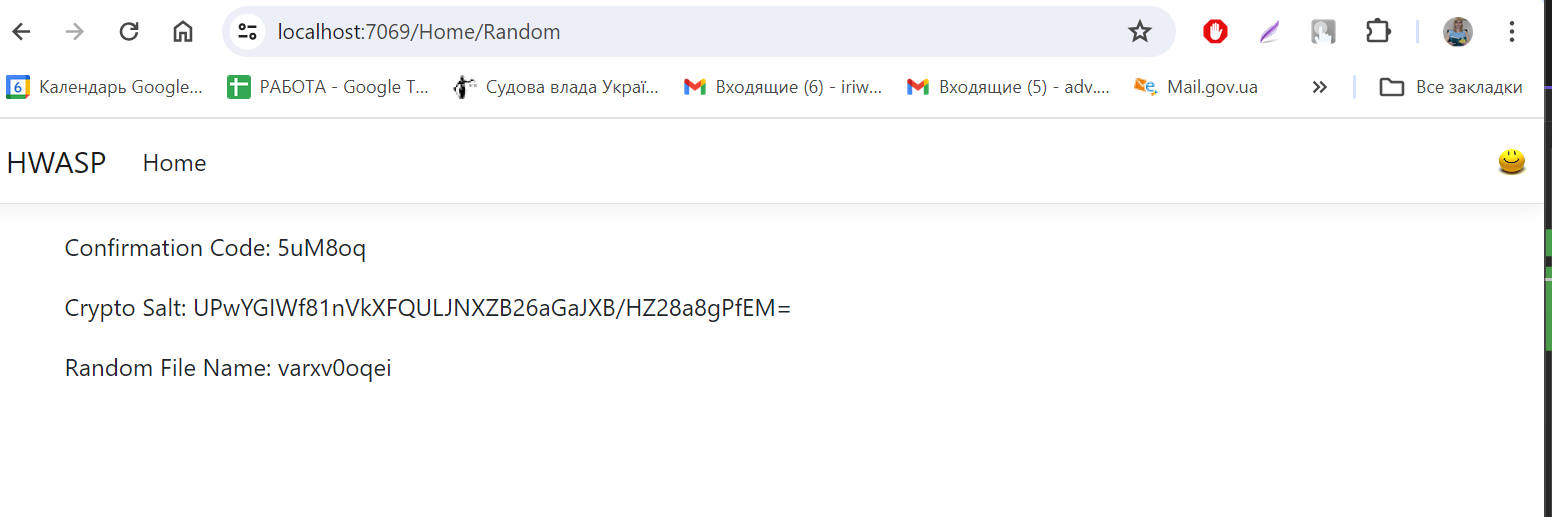 localhost:7069/Home/Random
6 Календарь Google... РАБОТА - Google Т... Судова влада Украї... Входящие (6) - iriw... Входящие (5) - adv.... Mail.gov.ua » Все закладки
HWASP Home
Confirmation Code: 5uM8oq
Crypto Salt: UPwYGIWf81nVkXFQULJNXZB26aGaJXB/HZ28a8gPfEM=
Random File Name: varxv0oqei